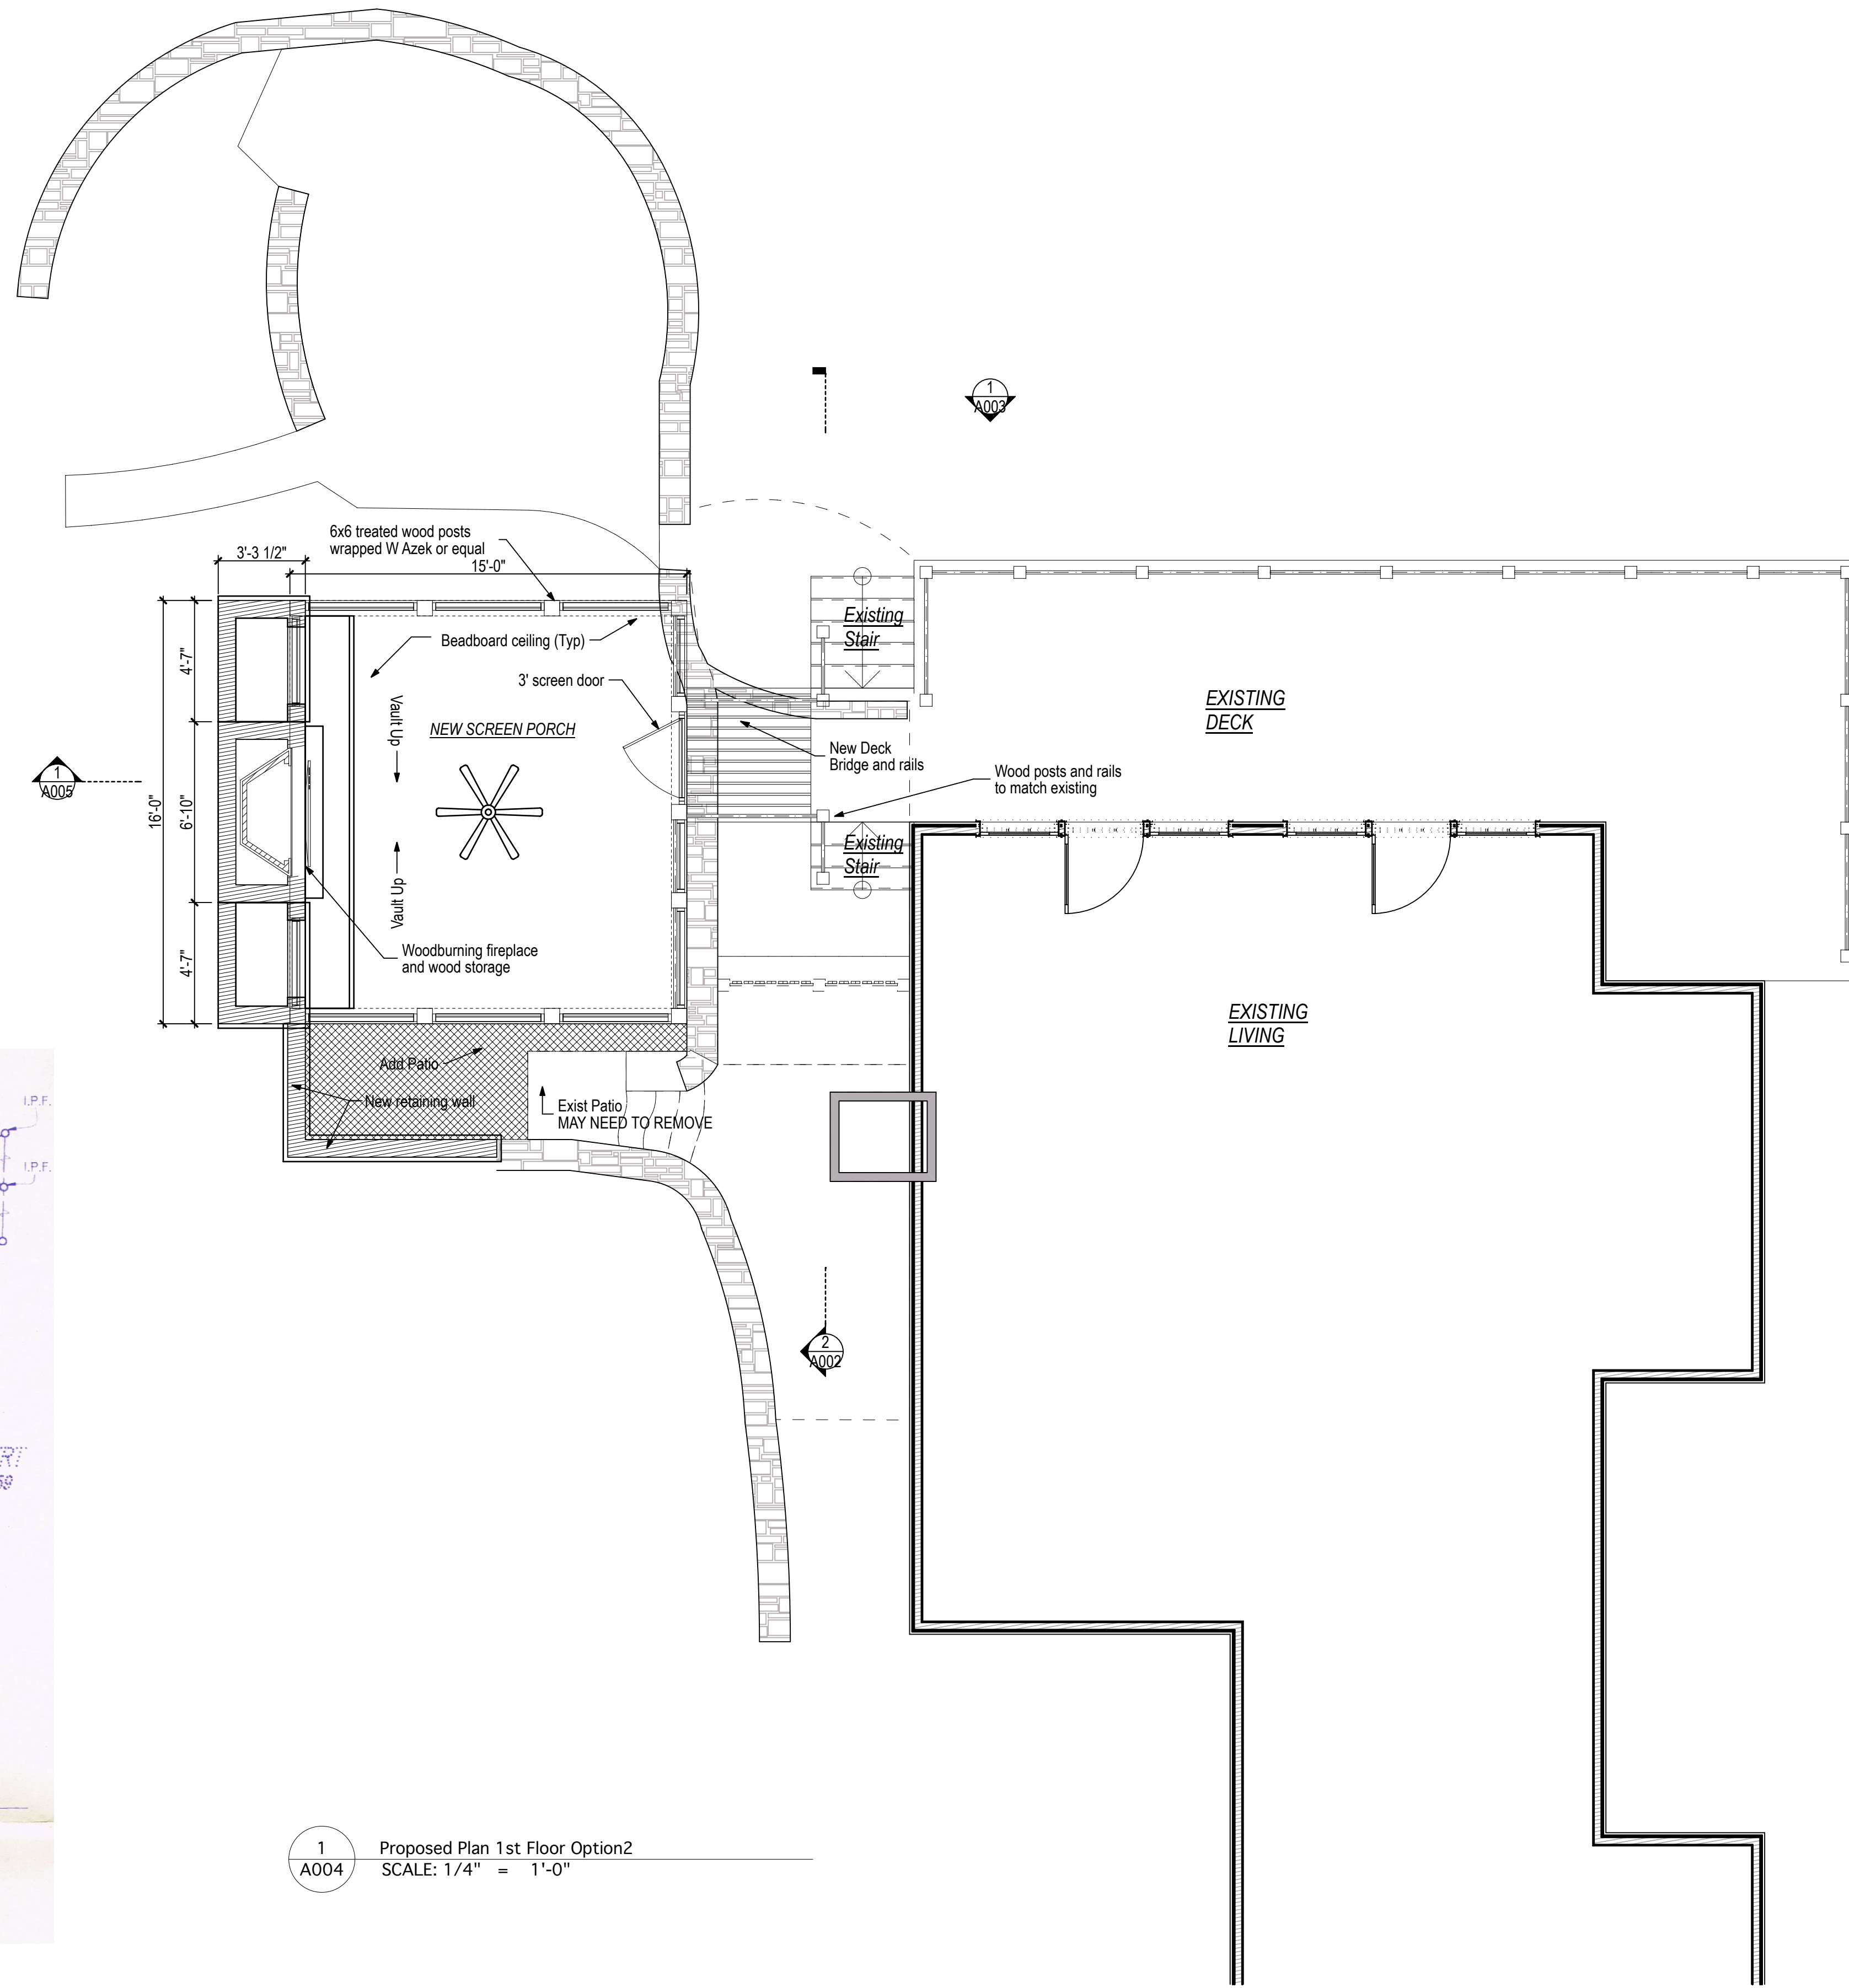 1
A003
6x6 treated wood posts
wrapped W Azek or equal
3'-3 1/2"
15'-0"
Existing
Stair
Beadboard ceiling (Typ)
4'-7"
3' screen door
EXISTING
DECK
Vault Up
NEW SCREEN PORCH
New Deck
Bridge and rails
Wood posts and rails
to match existing
1
A005
16'-0"
6'-10"
Existing
Stair
Vault Up
Woodburning fireplace
and wood storage
4'-7"
EXISTING
LIVING
Add Patio
New retaining wall
Exist Patio
MAY NEED TO REMOVE
I.P.F.
I.P.F.
2
A002
1
A004
Proposed Plan 1st Floor Option2
SCALE: 1/4" = 1'-0"